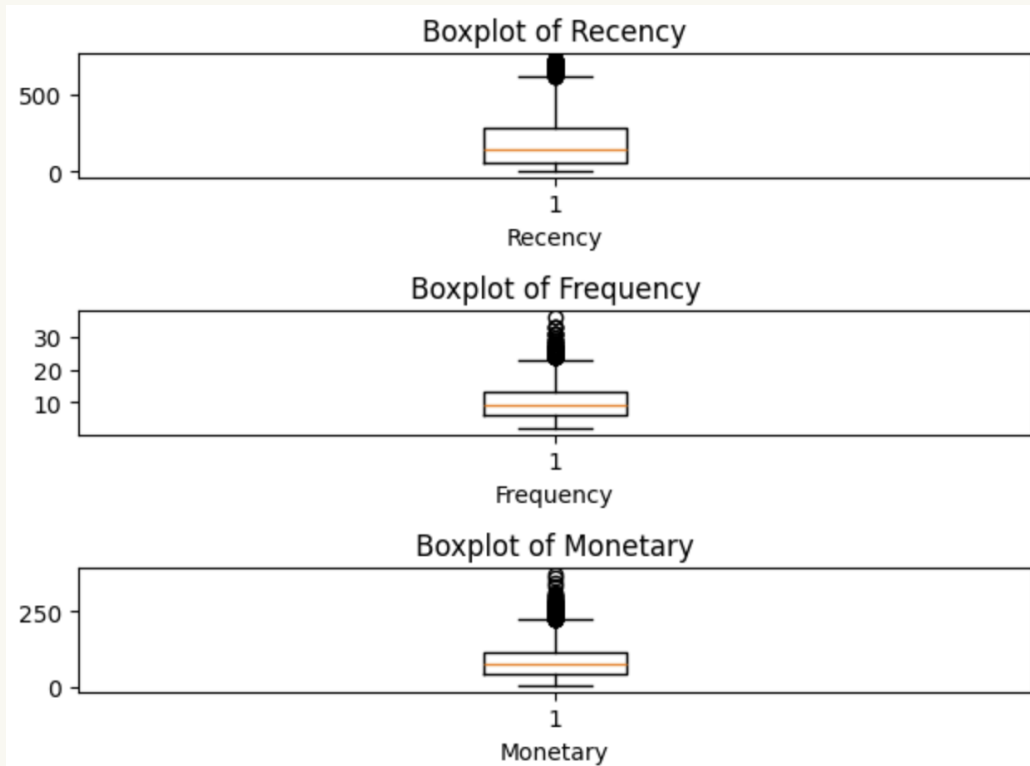 Boxplot of Recency
500
0
1
Recency
Boxplot of Frequency
30
20
10
1
Frequency
Boxplot of Monetary
250
0
1
Monetary